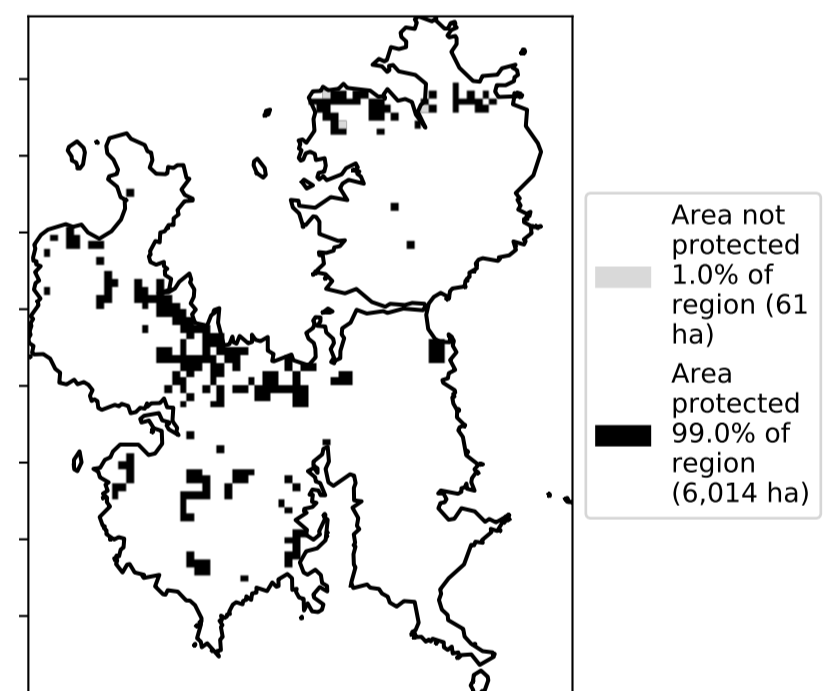 Area not
protected
1.0% of
region (61
ha)
Area
protected
99.0% of
region
(6,014 ha)